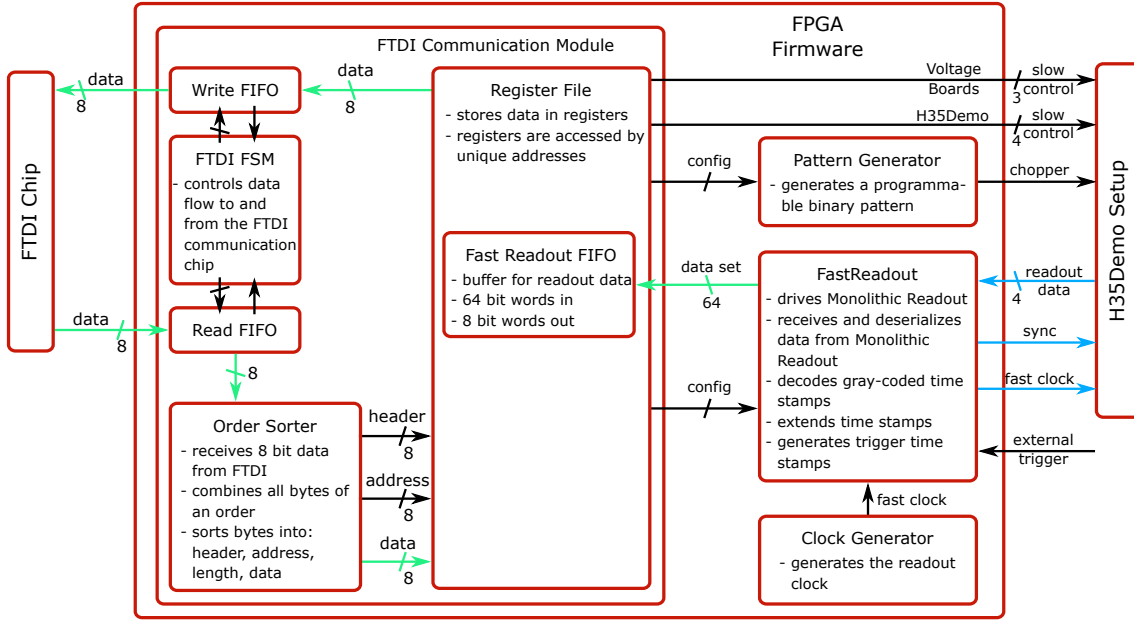 FPGA
Firmware
FTDI Communication Module
FTDI Chip
data
8
Write FIFO
data
8
FTDI FSM
- controls data
flow to and
from the FTDI
communication
chip
Read FIFO
data
8
8
Order Sorter
- receives 8 bit data
from FTDI
- combines all bytes of
an order
- sorts bytes into:
header, address,
length, data
header
8
address
8
data
8
Register File
- stores data in registers
- registers are accessed by
unique addresses
Fast Readout FIFO
- buffer for readout data
- 64 bit words in
- 8 bit words out
Voltage
Boards
3
slow
control
H35Demo
4
slow
control
config
Pattern Generator
- generates a programma-
ble binary pattern
chopper
data set
64
FastReadout
- drives Monolithic Readout
- receives and deserializes
data from Monolithic
Readout
- decodes gray-coded time
stamps
- extends time stamps
- generates trigger time
stamps
config
readout
data
4
sync
fast clock
external
trigger
fast clock
Clock Generator
- generates the readout
clock
H35Demo Setup